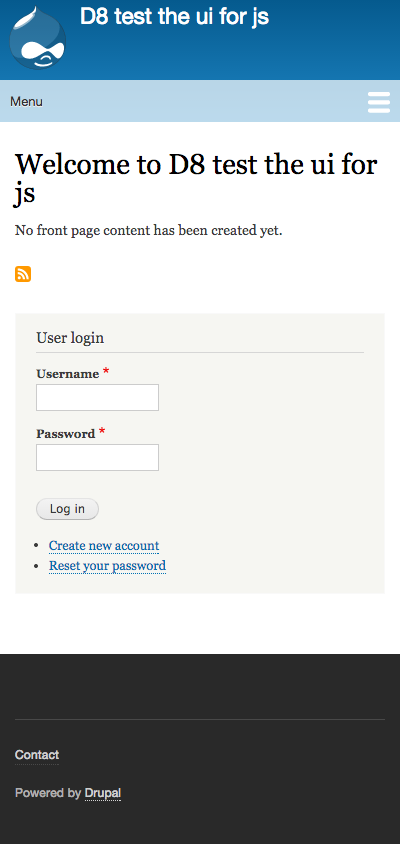 D8 test the ui for js
Menu
Welcome to D8 test the ui for
js
No front page content has been created yet.
User login
Username *
Password *
Log in
Create new account
Reset your password
Contact
Powered by Drupal